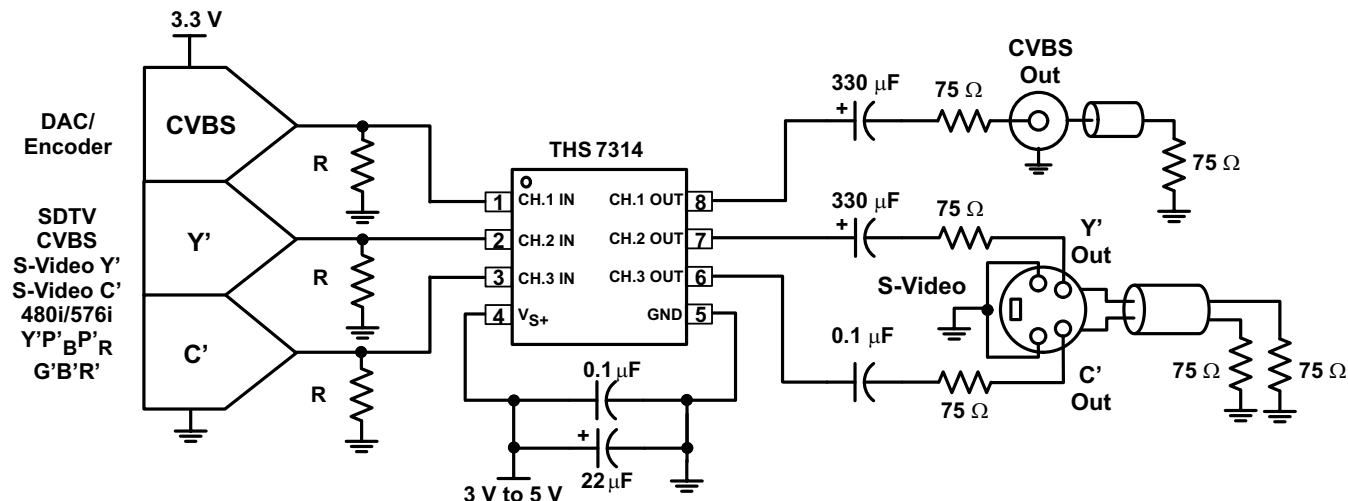 3.3 V
DAC/
Encoder
SDTV
CVBS
S-Video Y'
S-Video C'
480i/576i
Y'P'BP'R
G'B'R'
CVBS
Y'
C'
R
R
R
THS 7314
1 CH.1 IN CH.1 OUT 8
2 CH.2 IN CH.2 OUT 7
3 CH.3 IN CH.3 OUT 6
4 VS+ GND 5
0.1 μF
+
22 μF
3 V to 5 V
330 μF
+
75 Ω
CVBS
Out
75 Ω
330 μF
+
75 Ω
Y'
Out
S-Video
0.1 μF
75 Ω
C'
Out
75 Ω
75 Ω